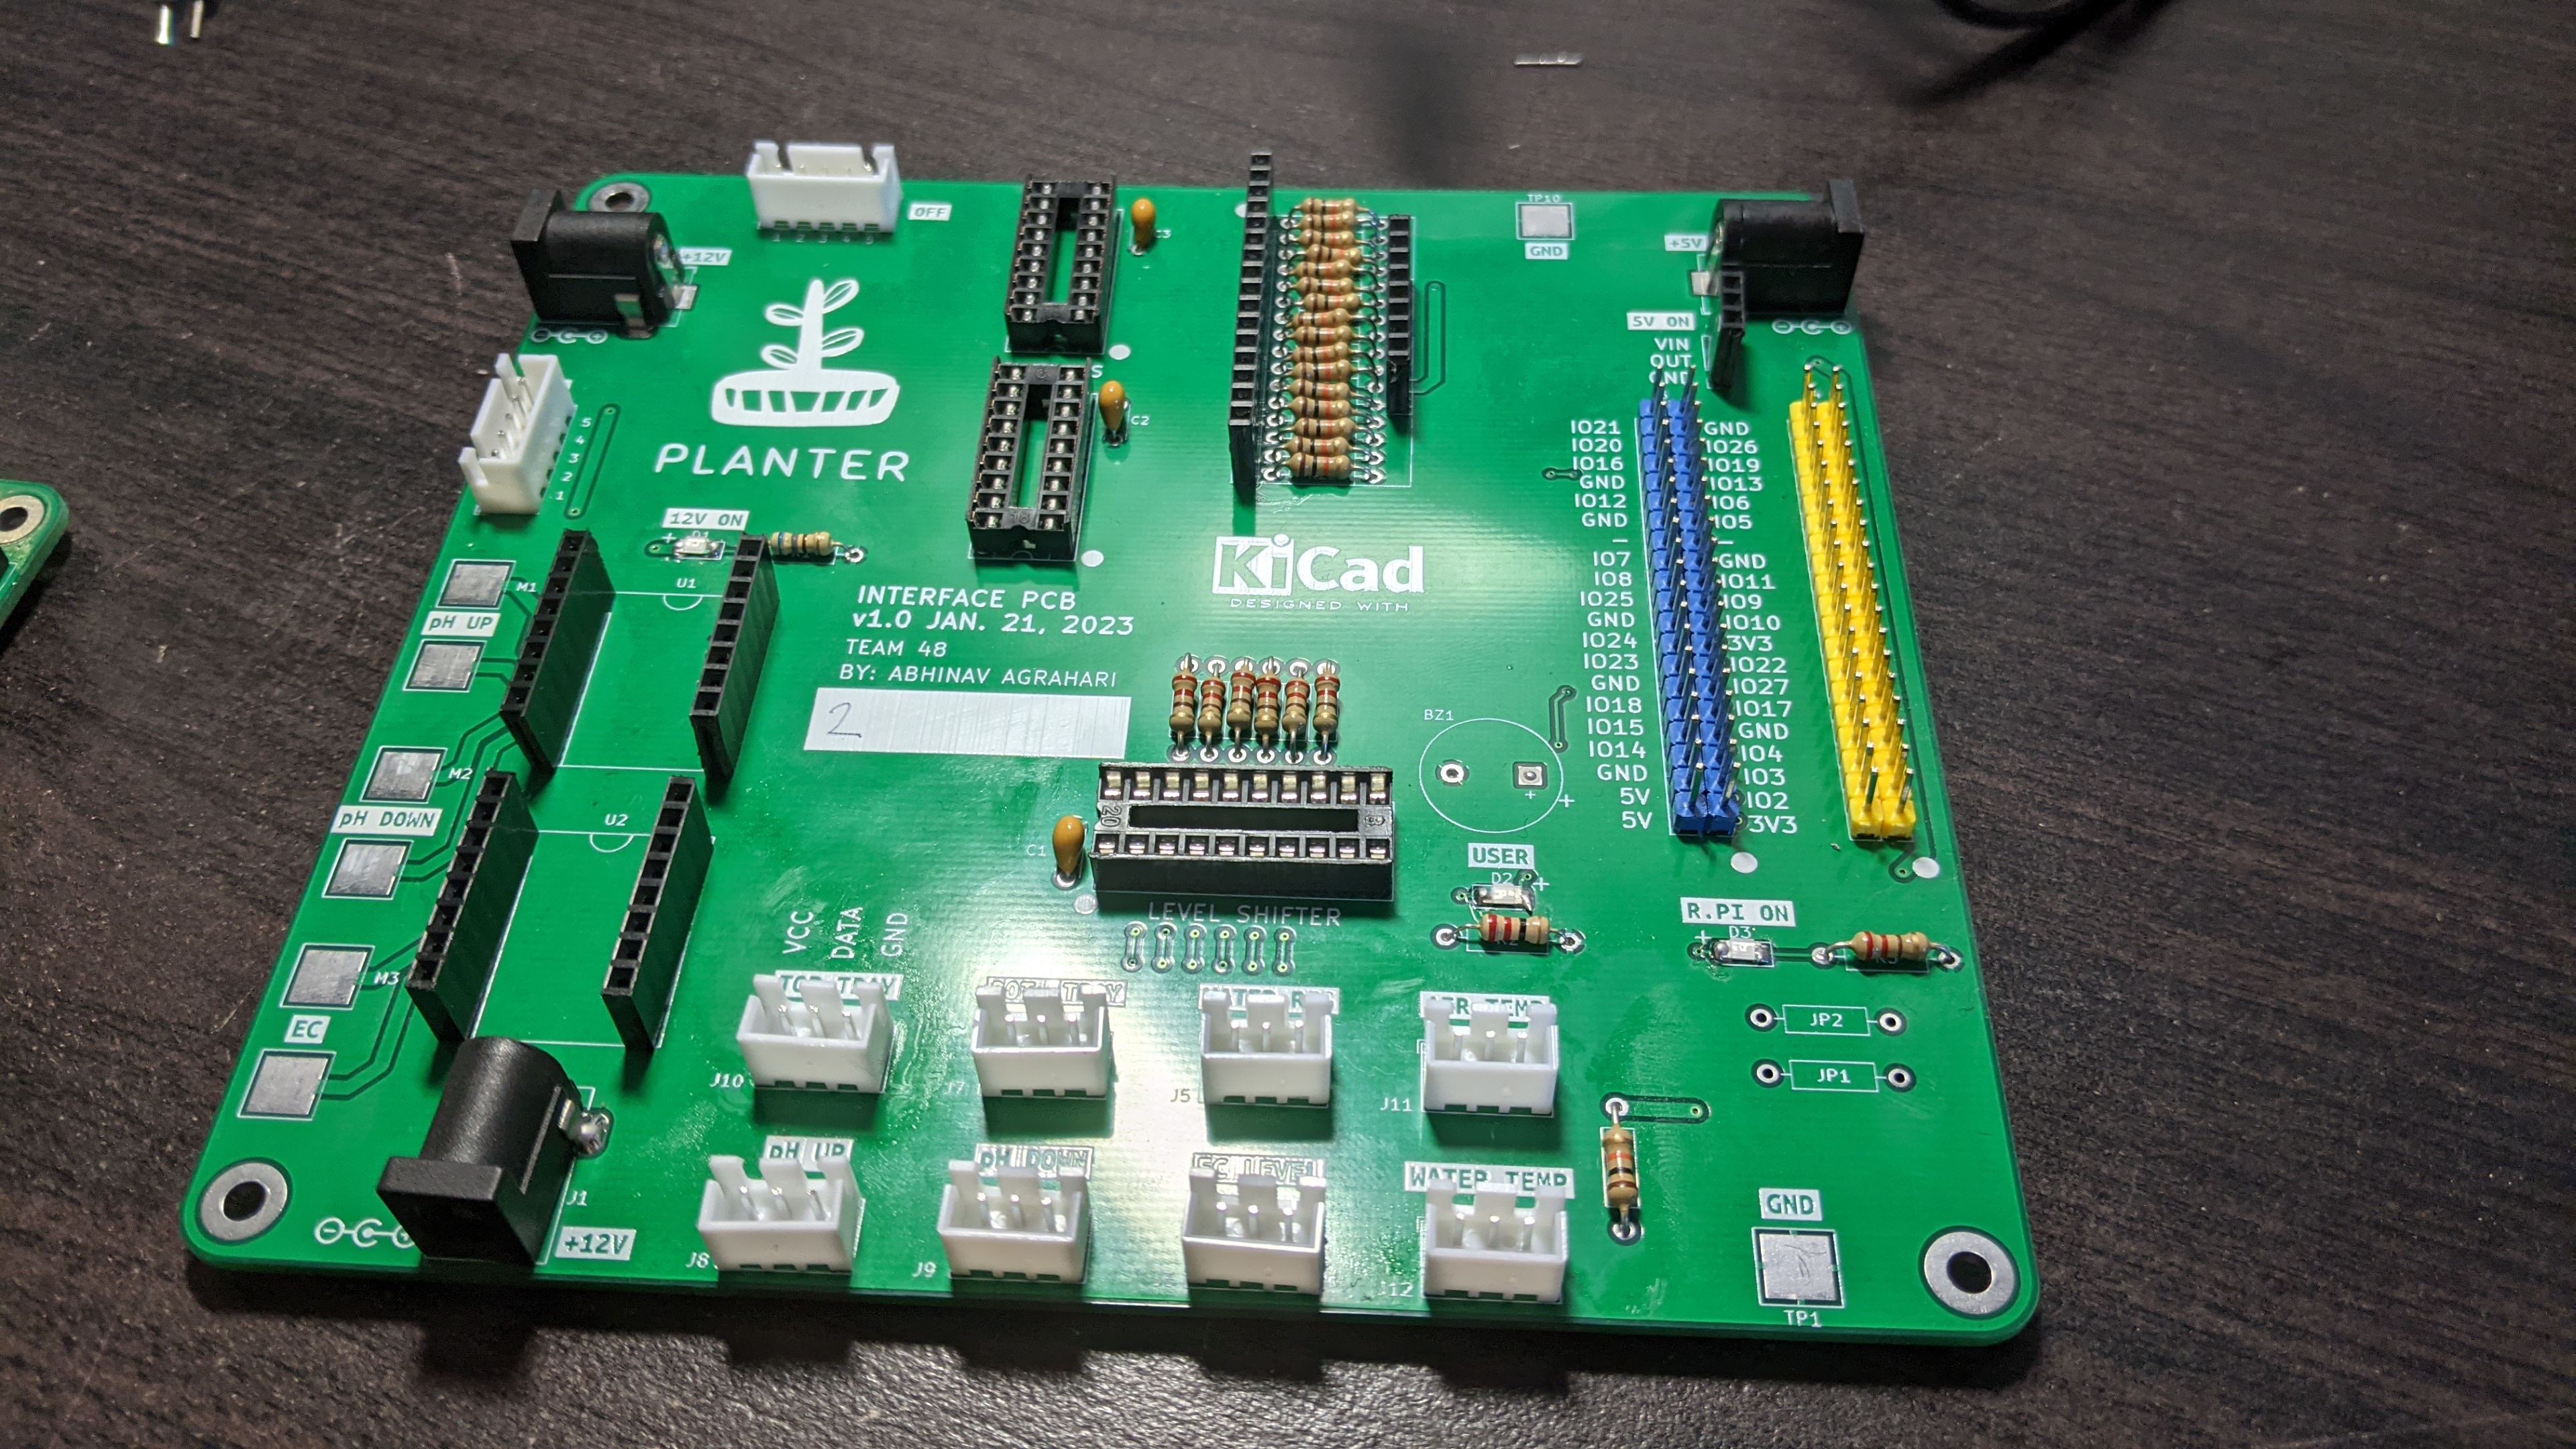 OFF
1 2 3 4 5
+12V
C3
TP10
GND
+5V
5V ON
VIN
OUT
GND
PLANTER
5
4
3
2
1
C2
12V ON
D1
U1
M1
pH UP
KiCad
DESIGNED WITH
INTERFACE PCB
v1.0 JAN. 21, 2023
TEAM 48
BY: ABHINAV AGRAHARI
2
IO21 GND
IO20 IO26
IO16 IO19
GND IO13
IO12 IO6
GND IO5
– –
IO7 GND
IO8 IO11
IO25 IO9
GND IO10
IO24 3V3
IO23 IO22
GND IO27
IO18 IO17
IO15 GND
IO14 IO4
GND IO3
5V IO2
5V 3V3
BZ1
+
M2
pH DOWN
U2
C1
20
LEVEL SHIFTER
USER
D2
R.PI ON
D3
VCC
DATA
GND
M3
EC
TOP TRAY
AIR TEMP
JP2
JP1
J10
J7
J5
J11
pH UP
pH DOWN
EC LEVEL
WATER TEMP
J1
+12V
J8
J9
J12
GND
TP1